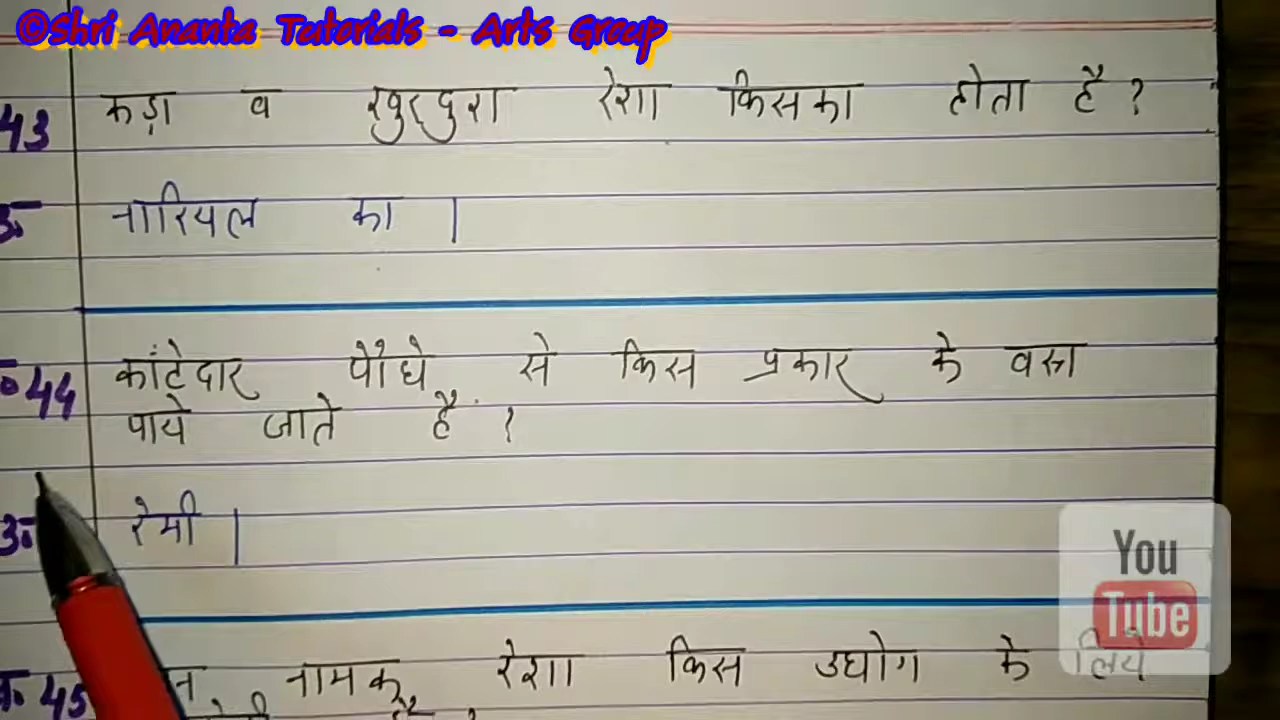 ©Shri Ananta Tutorials - Arts Group
43 कड़ा व खुरदुरा रेशा किसका होता है ?
उ॰ नारियल का |
44 कांटेदार पौधे से किस प्रकार के वस्त्र
पाये जाते है ?
उ॰ रेमी |
You
Tube
45 नामक रेशा किस उद्योग के लिये